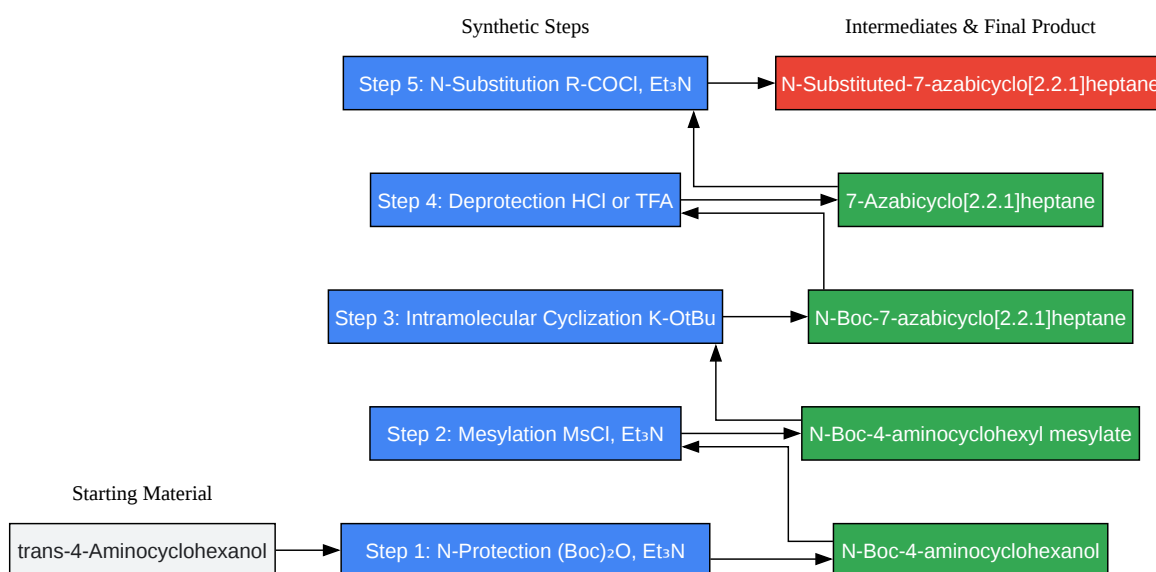 Synthetic Steps
Intermediates & Final Product
Step 5: N-Substitution R-COCl, Et₃N
N-Substituted-7-azabicyclo[2.2.1]heptane
Step 4: Deprotection HCl or TFA
7-Azabicyclo[2.2.1]heptane
Step 3: Intramolecular Cyclization K-OtBu
N-Boc-7-azabicyclo[2.2.1]heptane
Step 2: Mesylation MsCl, Et₃N
N-Boc-4-aminocyclohexyl mesylate
Starting Material
trans-4-Aminocyclohexanol
Step 1: N-Protection (Boc)₂O, Et₃N
N-Boc-4-aminocyclohexanol